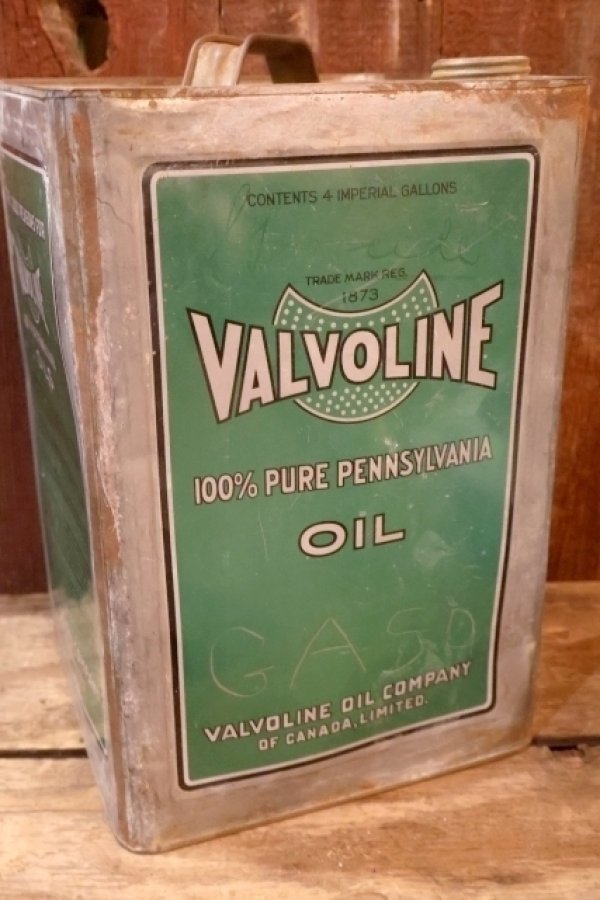 CONTENTS 4 IMPERIAL GALLONS
TRADE MARK REG.
1873
VALVOLINE
100% PURE PENNSYLVANIA
OIL
GASO
VALVOLINE OIL COMPANY
OF CANADA, LIMITED.